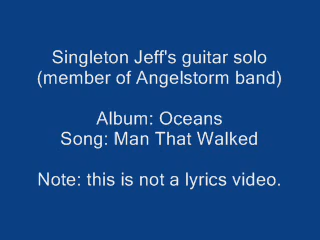 Singleton Jeff's guitar solo
(member of Angelstorm band)
Album: Oceans
Song: Man That Walked
Note: this is not a lyrics video.